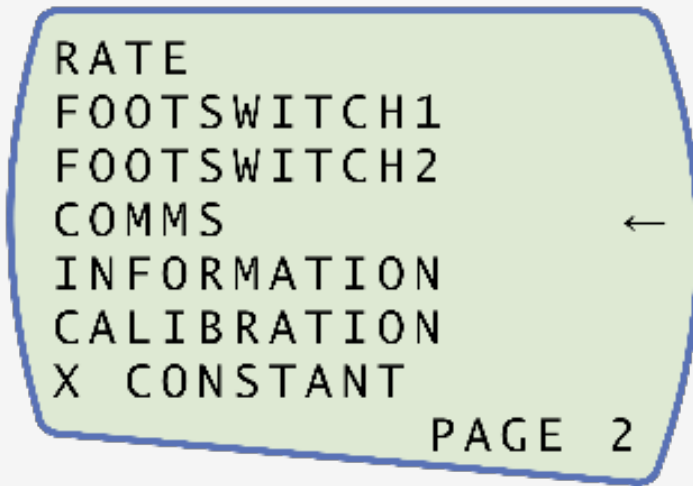 RATE
FOOTSWITCH1
FOOTSWITCH2
COMMS ←
INFORMATION
CALIBRATION
X CONSTANT
PAGE 2